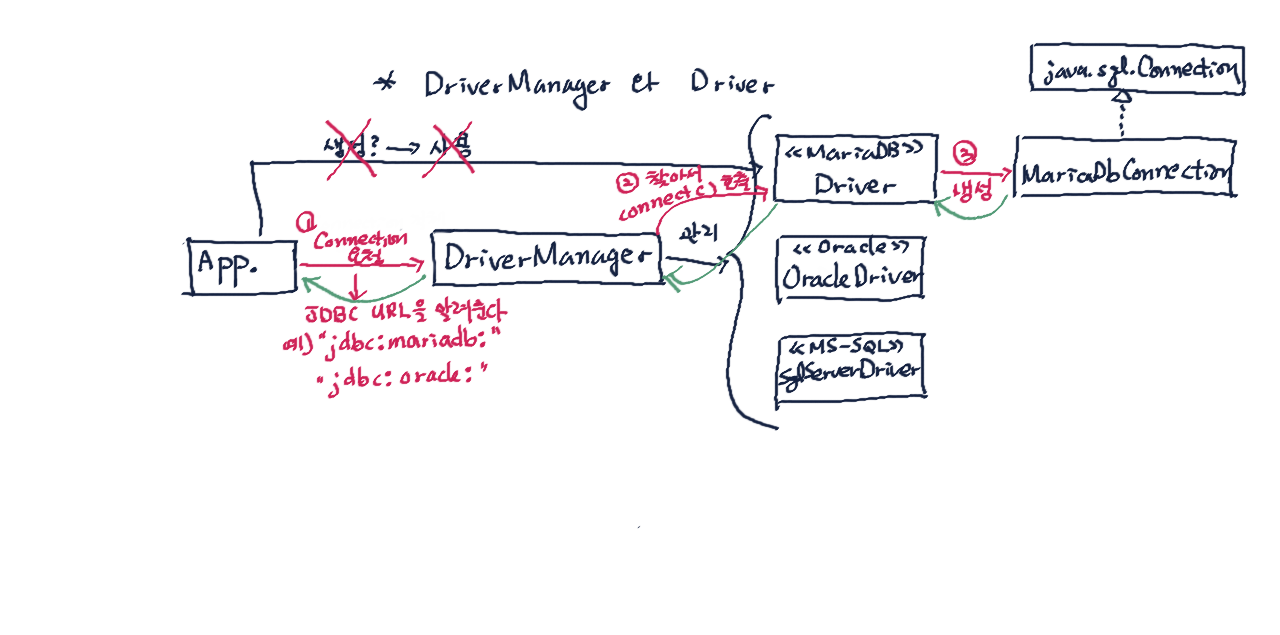 * DriverManager et Driver
java.sql.Connection
생성? → 사용
<<MariaDB>>
Driver
③
생성
MariaDbConnection
② 찾아서
connect() 호출
①
Connection
요청
App.
DriverManager
관리
<<Oracle>>
OracleDriver
JDBC URL을 알려준다
예) "jdbc:mariadb:"
"jdbc:oracle:"
<<MS-SQL>>
SqlServerDriver